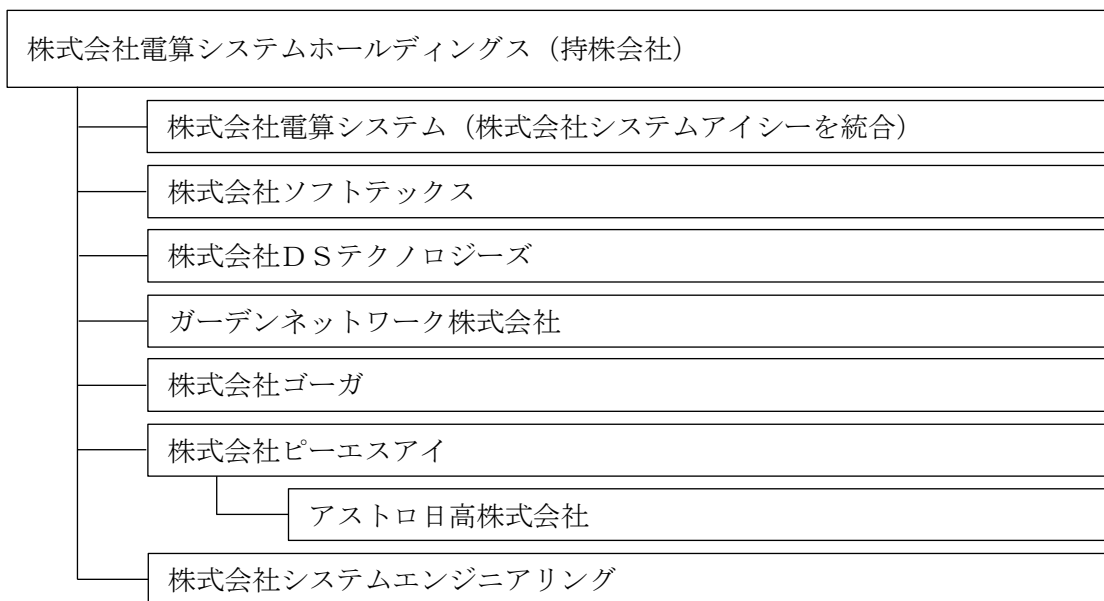 株式会社電算システムホールディングス（持株会社）
株式会社電算システム（株式会社システムアイシーを統合）
株式会社ソフトテックス
株式会社ＤＳテクノロジーズ
ガーデンネットワーク株式会社
株式会社ゴーガ
株式会社ピーエスアイ
アストロ日高株式会社
株式会社システムエンジニアリング